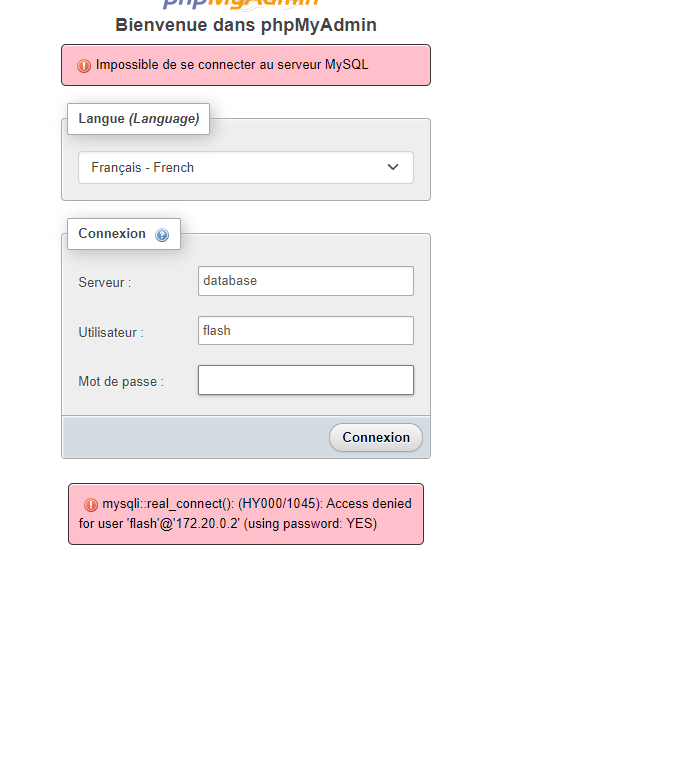 phpMyAdmin
Bienvenue dans phpMyAdmin
Impossible de se connecter au serveur MySQL
Langue (Language)
Français - French
Connexion
Serveur :
database
Utilisateur :
flash
Mot de passe :
Connexion
mysqli::real_connect(): (HY000/1045): Access denied
for user 'flash'@'172.20.0.2' (using password: YES)